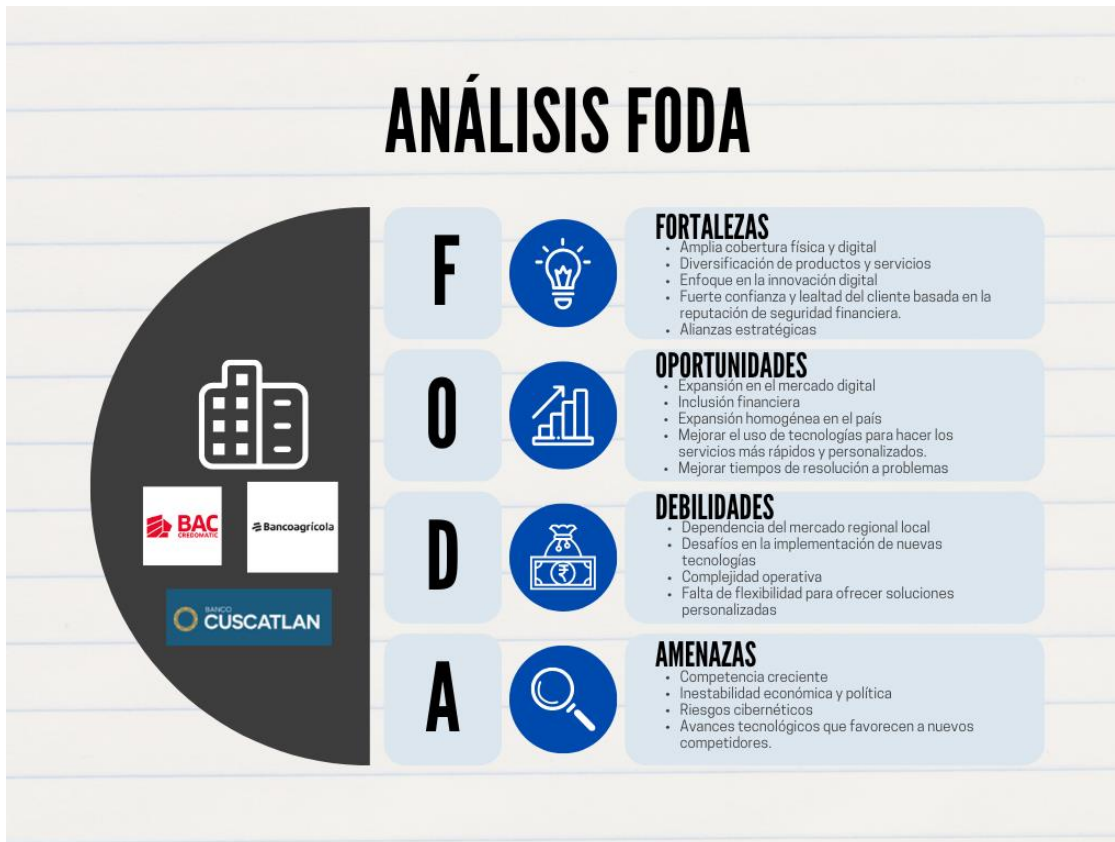 ANÁLISIS FODA
F
FORTALEZAS
• Amplia cobertura física y digital
• Diversificación de productos y servicios
• Enfoque en la innovación digital
• Fuerte confianza y lealtad del cliente basada en la
reputación de seguridad financiera.
• Alianzas estratégicas
O
OPORTUNIDADES
• Expansión en el mercado digital
• Inclusión financiera
• Expansión homogénea en el país
• Mejorar el uso de tecnologías para hacer los
servicios más rápidos y personalizados.
• Mejorar tiempos de resolución a problemas
BAC
CREDOMATIC
Bancoagrícola
BANCO
CUSCATLAN
D
DEBILIDADES
• Dependencia del mercado regional local
• Desafíos en la implementación de nuevas
tecnologías
• Complejidad operativa
• Falta de flexibilidad para ofrecer soluciones
personalizadas
₹
A
AMENAZAS
• Competencia creciente
• Inestabilidad económica y política
• Riesgos cibernéticos
• Avances tecnológicos que favorecen a nuevos
competidores.